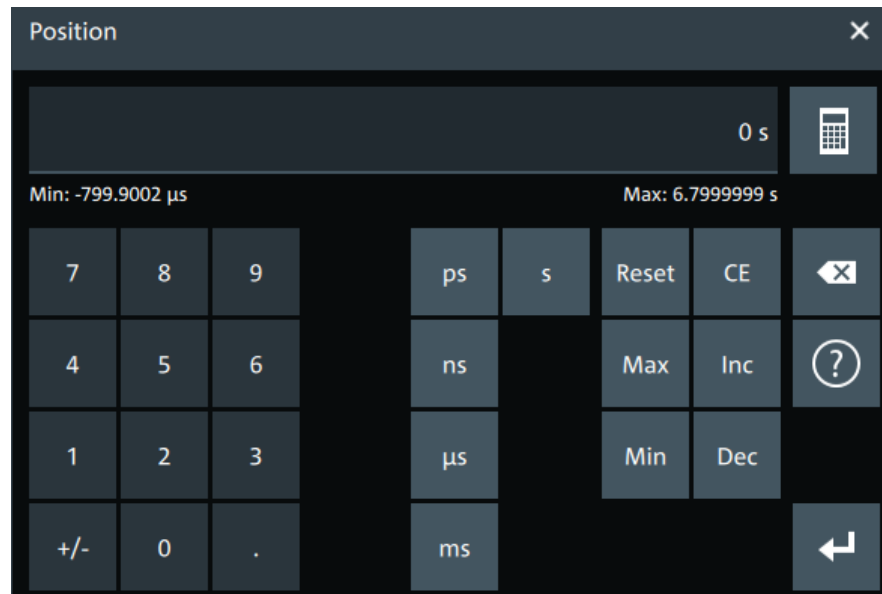 Position ×
0 s
Min: -799.9002 µs Max: 6.7999999 s
7 8 9 ps s Reset CE
4 5 6 ns Max Inc ?
1 2 3 µs Min Dec
+/- 0 . ms